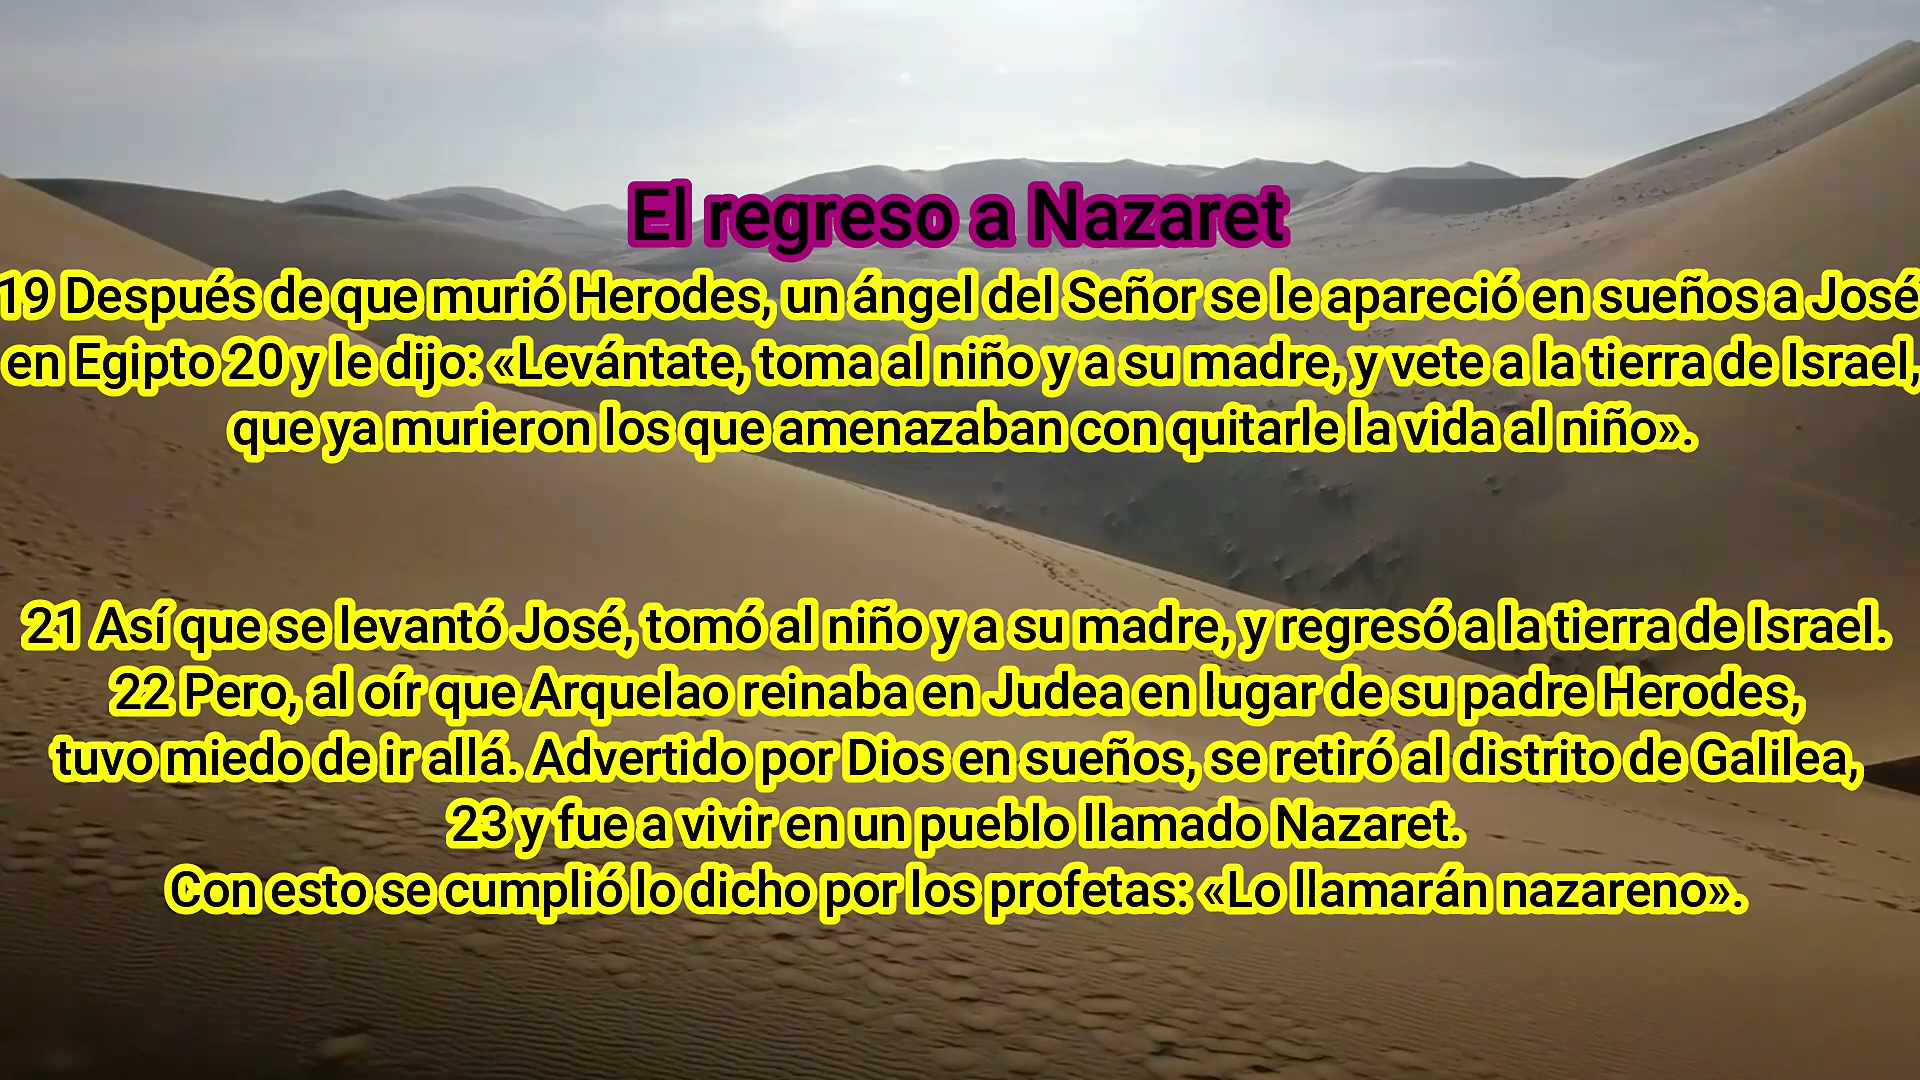 El regreso a Nazaret
19 Después de que murió Herodes, un ángel del Señor se le apareció en sueños a José
en Egipto 20 y le dijo: «Levántate, toma al niño y a su madre, y vete a la tierra de Israel,
que ya murieron los que amenazaban con quitarle la vida al niño».
21 Así que se levantó José, tomó al niño y a su madre, y regresó a la tierra de Israel.
22 Pero, al oír que Arquelao reinaba en Judea en lugar de su padre Herodes,
tuvo miedo de ir allá. Advertido por Dios en sueños, se retiró al distrito de Galilea,
23 y fue a vivir en un pueblo llamado Nazaret.
Con esto se cumplió lo dicho por los profetas: «Lo llamarán nazareno».